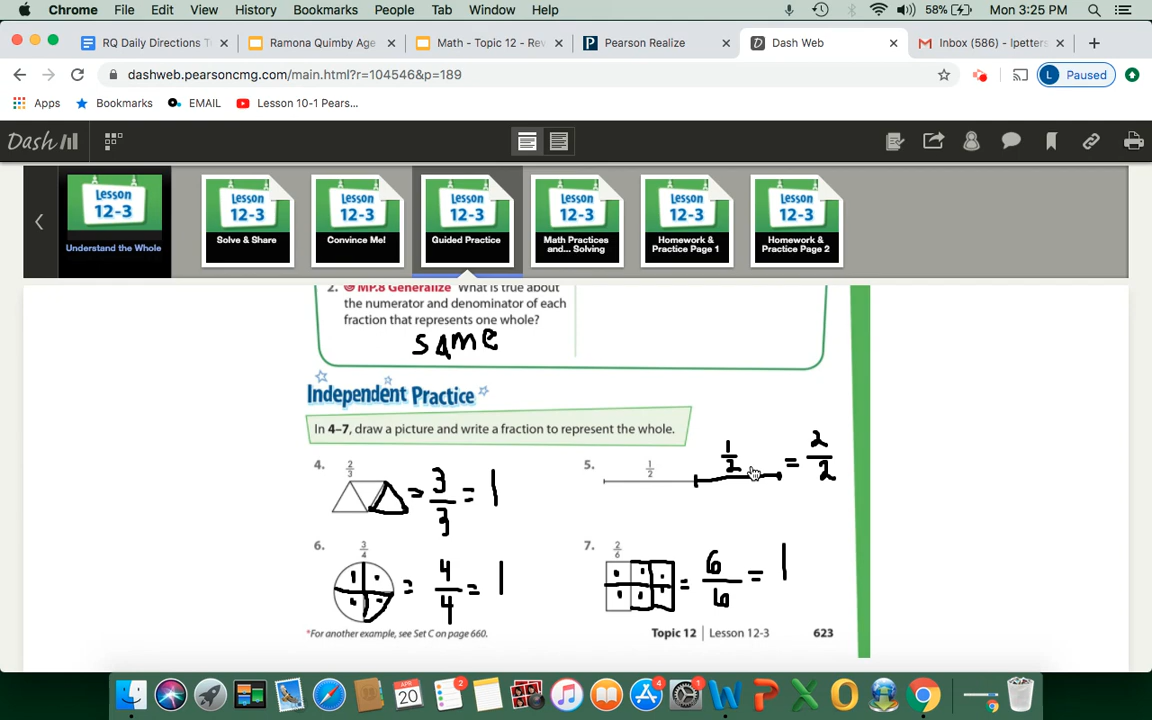 Chrome File Edit View History Bookmarks People Tab Window Help 58% Mon 3:25 PM
RQ Daily Directions T × Ramona Quimby Age × Math - Topic 12 - Rev × Pearson Realize × Dash Web × Inbox (586) - lpetters ×
dashweb.pearsoncmg.com/main.html?r=104546&p=189 L Paused
Apps Bookmarks EMAIL Lesson 10-1 Pears...
Dash
Lesson 12-3 Understand the Whole
Lesson 12-3 Solve & Share
Lesson 12-3 Convince Me!
Lesson 12-3 Guided Practice
Lesson 12-3 Math Practices and... Solving
Lesson 12-3 Homework & Practice Page 1
Lesson 12-3 Homework & Practice Page 2
2. MP.8 Generalize What is true about
the numerator and denominator of each
fraction that represents one whole?
same
Independent Practice
In 4–7, draw a picture and write a fraction to represent the whole.
4. 2/3 = 3/3 = 1
5. 1/2 1/2 = 2/2
6. 3/4 = 4/4 = 1
7. 2/6 = 6/6 = 1
*For another example, see Set C on page 660.
Topic 12 | Lesson 12-3 623
APR 20 2 4 1